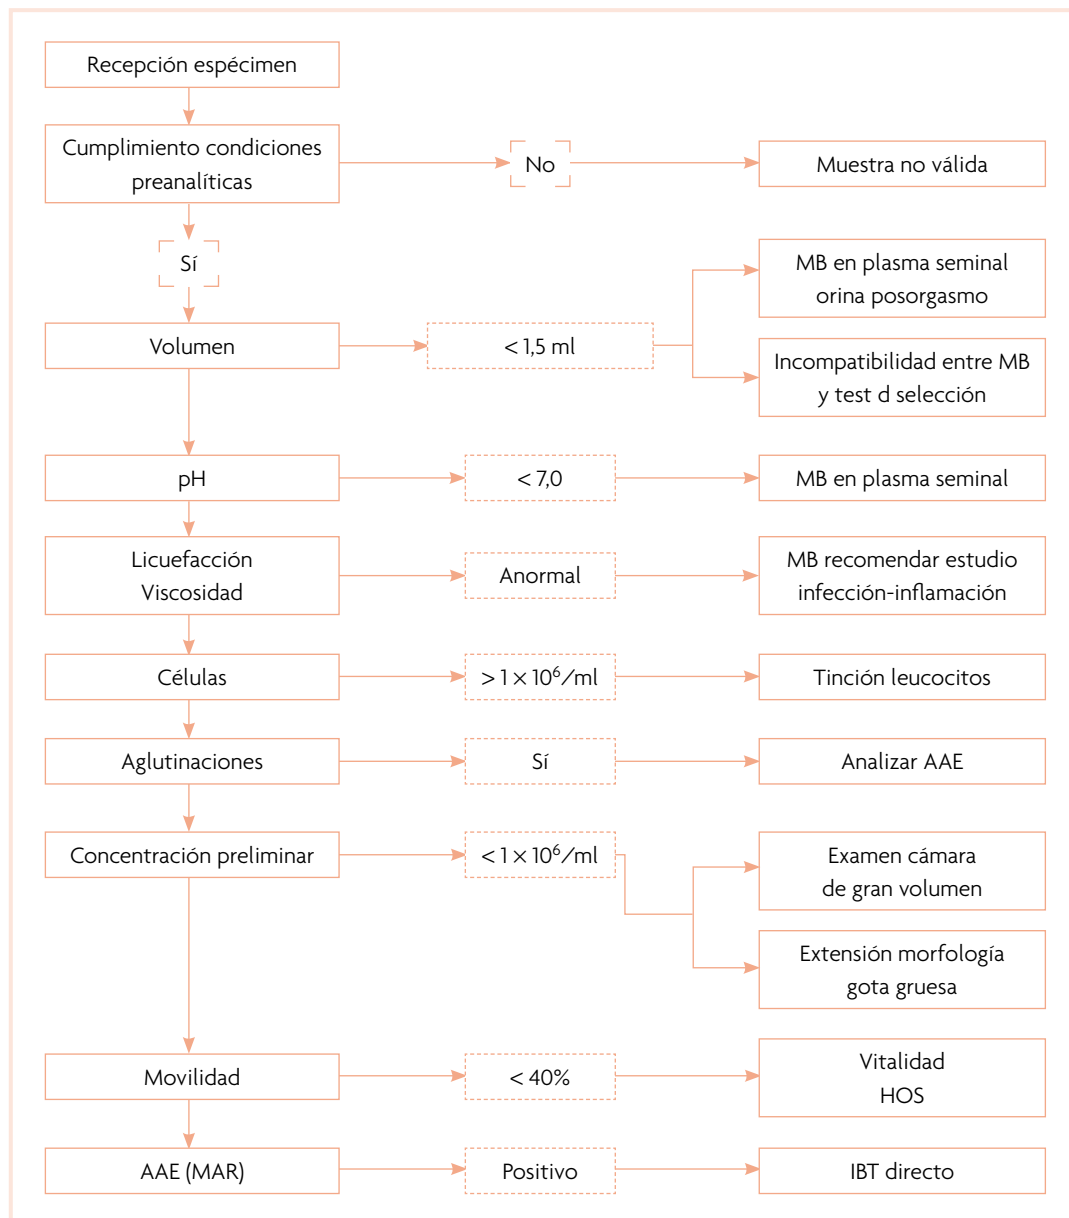 Recepción espécimen
Cumplimiento condiciones
preanalíticas
No
Muestra no válida
Sí
MB en plasma seminal
orina posorgasmo
Volumen
< 1,5 ml
Incompatibilidad entre MB
y test d selección
pH
< 7,0
MB en plasma seminal
Licuefacción
Viscosidad
Anormal
MB recomendar estudio
infección-inflamación
Células
> 1 × 10⁶/ml
Tinción leucocitos
Aglutinaciones
Sí
Analizar AAE
Concentración preliminar
< 1 × 10⁶/ml
Examen cámara
de gran volumen
Extensión morfología
gota gruesa
Movilidad
< 40%
Vitalidad
HOS
AAE (MAR)
Positivo
IBT directo